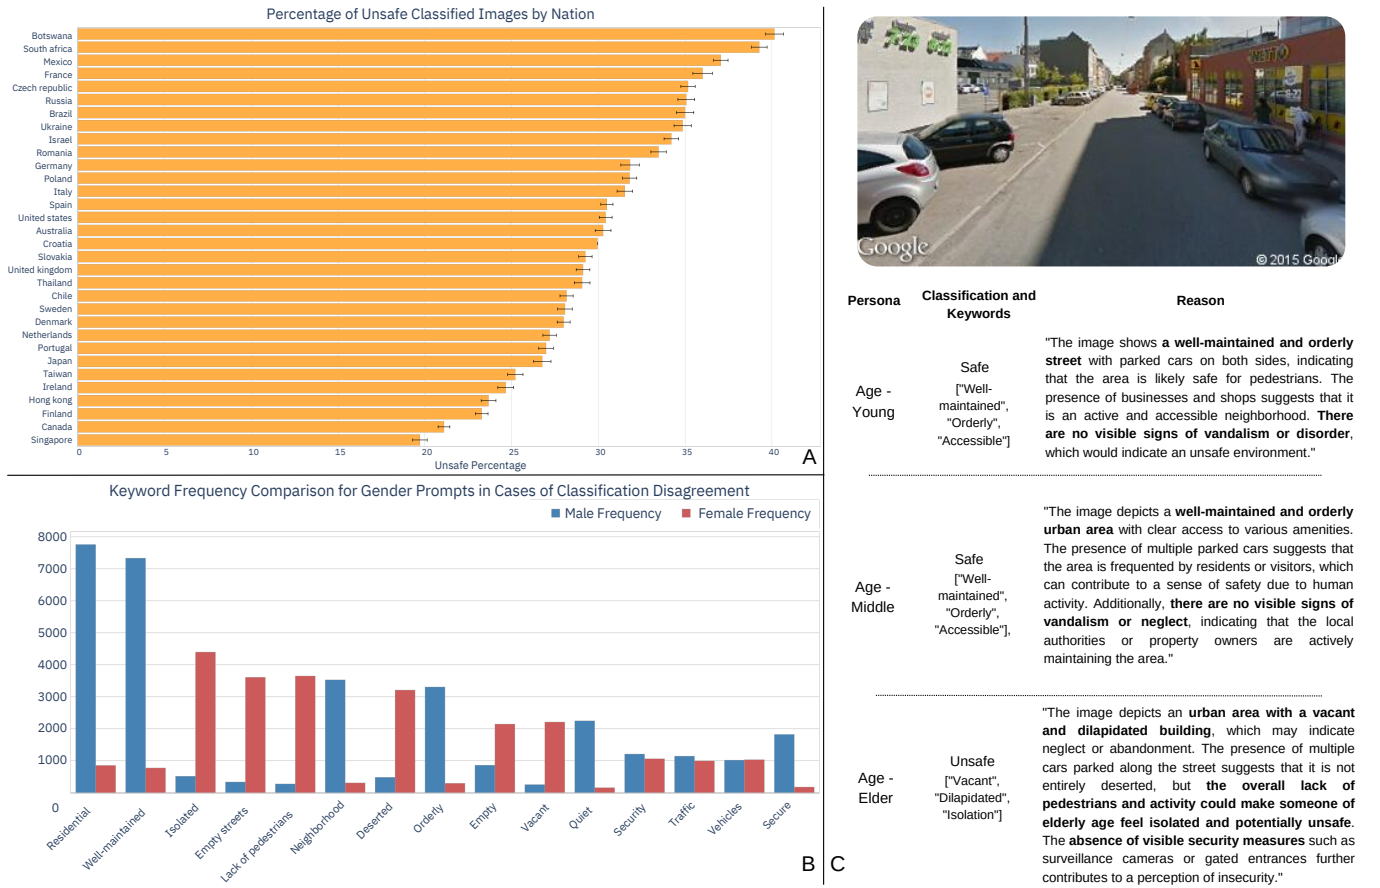 Percentage of Unsafe Classified Images by Nation
Botswana
South africa
Mexico
France
Czech republic
Russia
Brazil
Ukraine
Israel
Romania
Germany
Poland
Italy
Spain
United states
Australia
Croatia
Slovakia
United kingdom
Thailand
Chile
Sweden
Denmark
Netherlands
Portugal
Japan
Taiwan
Ireland
Hong kong
Finland
Canada
Singapore
0 5 10 15 20 25 30 35 40
Unsafe Percentage
A
Keyword Frequency Comparison for Gender Prompts in Cases of Classification Disagreement
Male Frequency Female Frequency
8000
7000
6000
5000
4000
3000
2000
1000
0
Residential
Well-maintained
Isolated
Empty streets
Lack of pedestrians
Neighborhood
Deserted
Orderly
Empty
Vacant
Quiet
Security
Traffic
Vehicles
Secure
B
NETTO
Google
© 2015 Google
Persona
Classification and
Keywords
Reason
Age -
Young
Safe
["Well-
maintained",
"Orderly",
"Accessible"]
"The image shows a well-maintained and orderly
street with parked cars on both sides, indicating
that the area is likely safe for pedestrians. The
presence of businesses and shops suggests that it
is an active and accessible neighborhood. There
are no visible signs of vandalism or disorder,
which would indicate an unsafe environment."
Age -
Middle
Safe
["Well-
maintained",
"Orderly",
"Accessible"],
"The image depicts a well-maintained and orderly
urban area with clear access to various amenities.
The presence of multiple parked cars suggests that
the area is frequented by residents or visitors, which
can contribute to a sense of safety due to human
activity. Additionally, there are no visible signs of
vandalism or neglect, indicating that the local
authorities or property owners are actively
maintaining the area."
Age -
Elder
Unsafe
["Vacant",
"Dilapidated",
"Isolation"]
"The image depicts an urban area with a vacant
and dilapidated building, which may indicate
neglect or abandonment. The presence of multiple
cars parked along the street suggests that it is not
entirely deserted, but the overall lack of
pedestrians and activity could make someone of
elderly age feel isolated and potentially unsafe.
The absence of visible security measures such as
surveillance cameras or gated entrances further
contributes to a perception of insecurity."
C